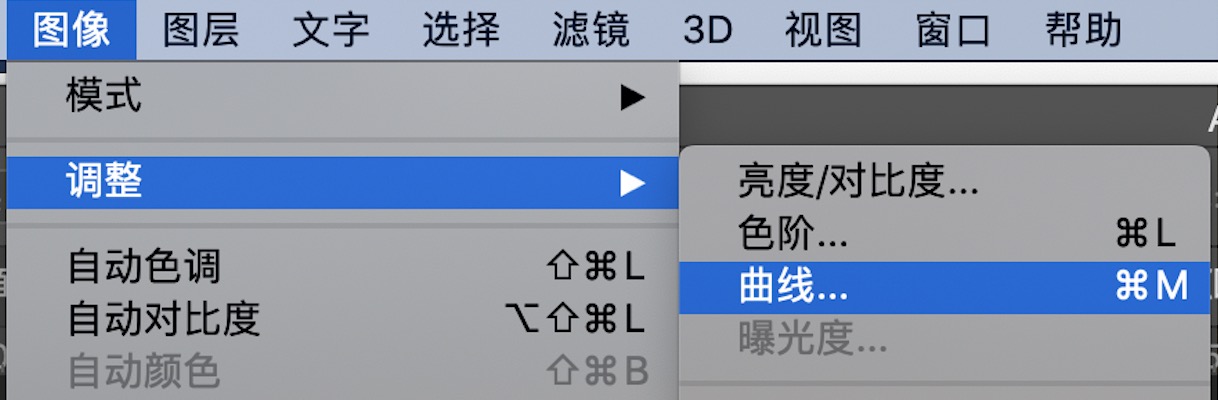 图像 图层 文字 选择 滤镜 3D 视图 窗口 帮助
模式 ▶
调整 ▶
自动色调 ⇧⌘L
自动对比度 ⌥⇧⌘L
自动颜色 ⇧⌘B
亮度/对比度...
色阶... ⌘L
曲线... ⌘M
曝光度...